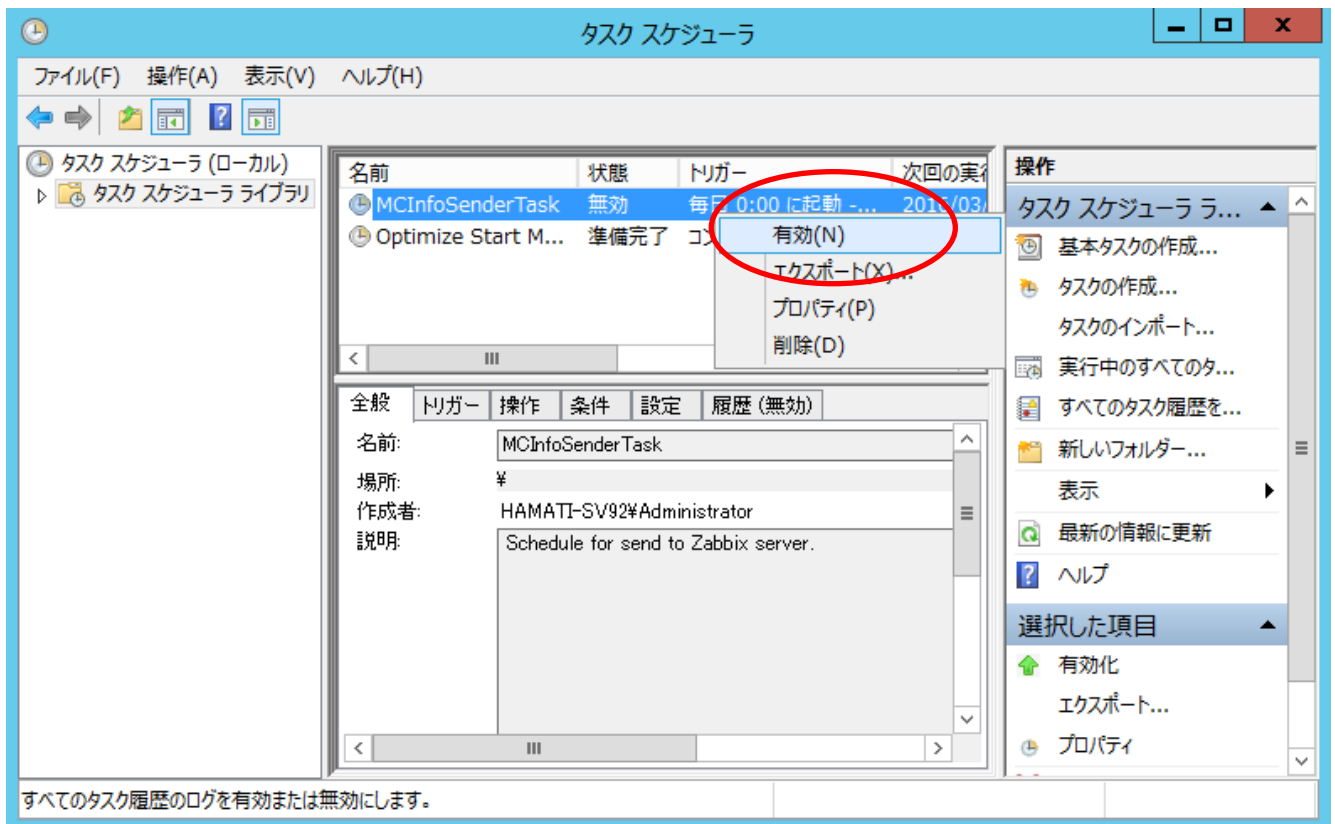 タスク スケジューラ
ファイル(F) 操作(A) 表示(V) ヘルプ(H)
タスク スケジューラ (ローカル)
タスク スケジューラ ライブラリ
名前 状態 トリガー 次回の実行
MCInfoSenderTask 無効 毎日 0:00 に起動 -... 2016/03/
Optimize Start M... 準備完了 コン
有効(N)
エクスポート(X)...
プロパティ(P)
削除(D)
全般 トリガー 操作 条件 設定 履歴 (無効)
名前: MCInfoSenderTask
場所: ¥
作成者: HAMATI-SV92¥Administrator
説明: Schedule for send to Zabbix server.
操作
タスク スケジューラ ラ...
基本タスクの作成...
タスクの作成...
タスクのインポート...
実行中のすべてのタ...
すべてのタスク履歴を...
新しいフォルダー...
表示
最新の情報に更新
ヘルプ
選択した項目
有効化
エクスポート...
プロパティ
すべてのタスク履歴のログを有効または無効にします。